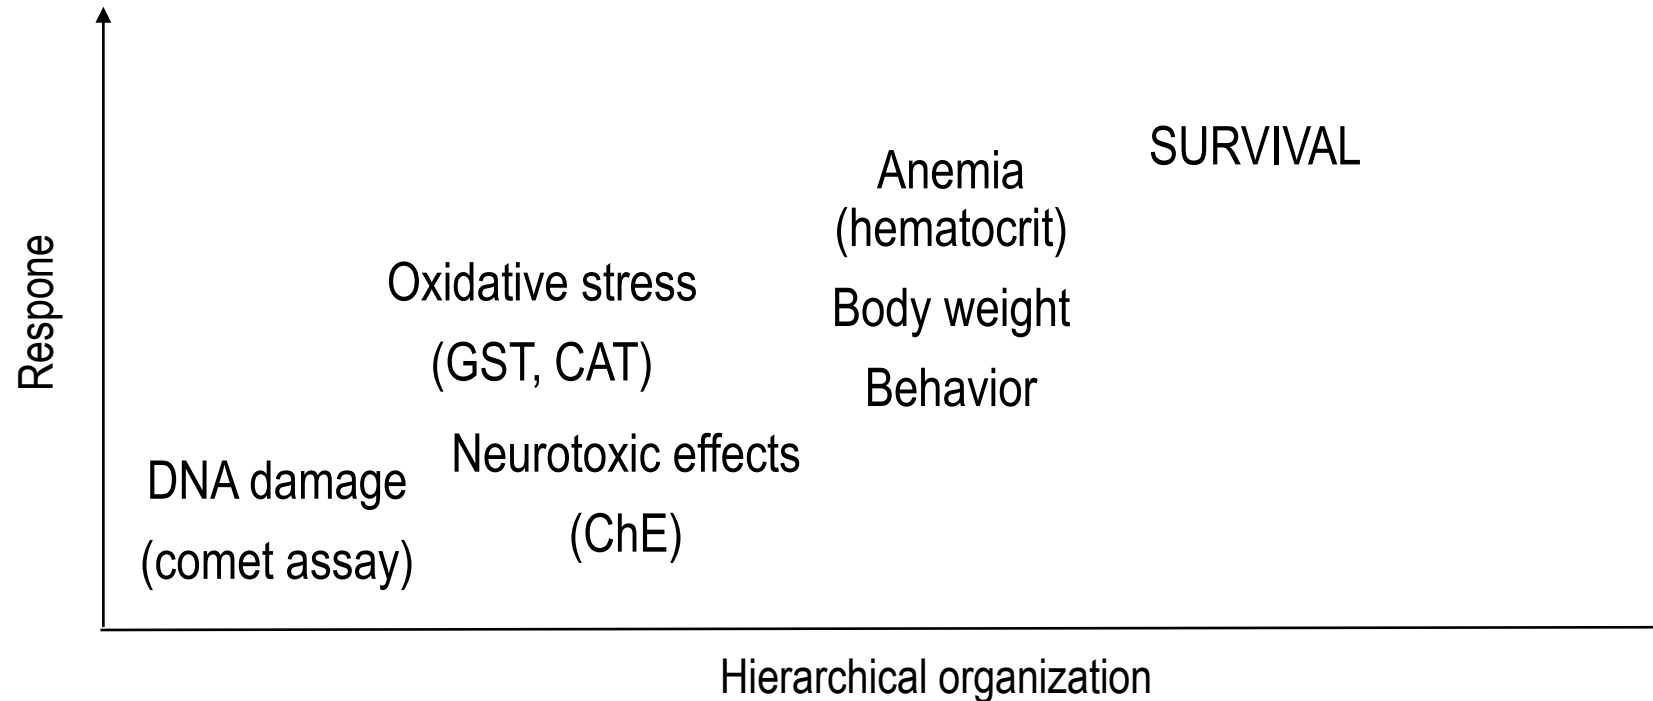 Respone
SURVIVAL
Anemia
(hematocrit)
Body weight
Behavior
Oxidative stress
(GST, CAT)
Neurotoxic effects
(ChE)
DNA damage
(comet assay)
Hierarchical organization